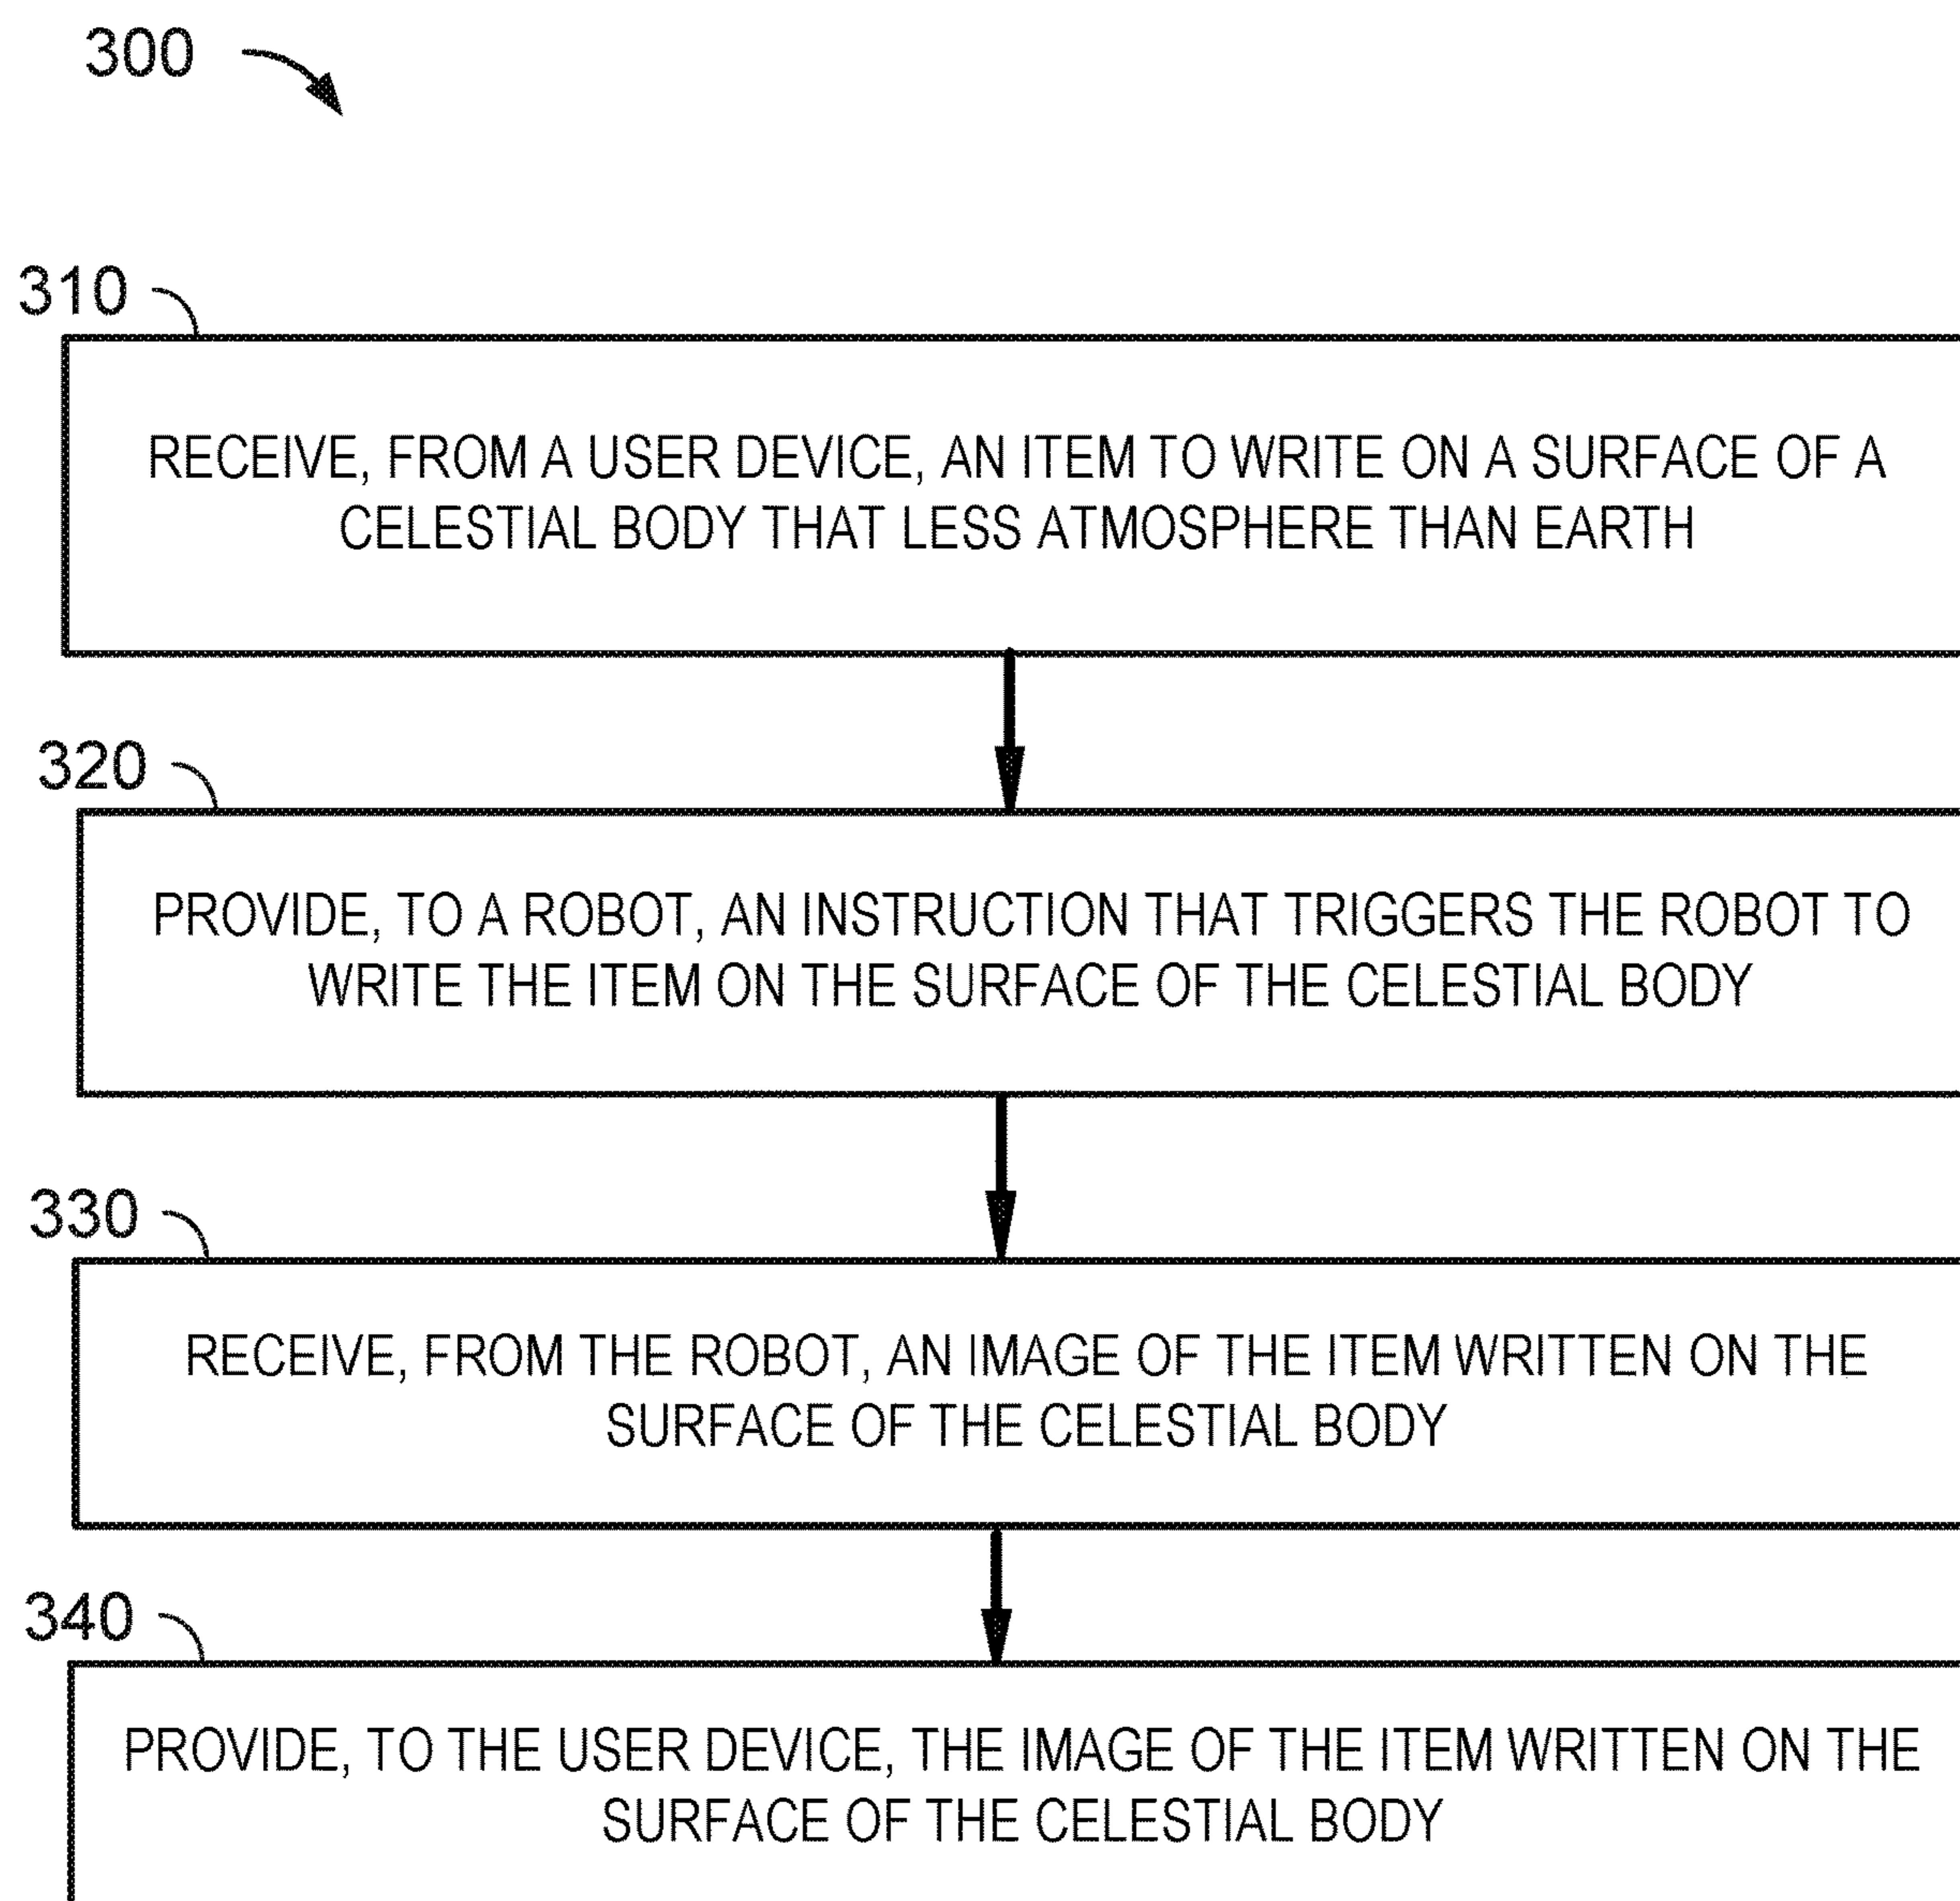 300
310
RECEIVE, FROM A USER DEVICE, AN ITEM TO WRITE ON A SURFACE OF A
CELESTIAL BODY THAT LESS ATMOSPHERE THAN EARTH
320
PROVIDE, TO A ROBOT, AN INSTRUCTION THAT TRIGGERS THE ROBOT TO
WRITE THE ITEM ON THE SURFACE OF THE CELESTIAL BODY
330
RECEIVE, FROM THE ROBOT, AN IMAGE OF THE ITEM WRITTEN ON THE
SURFACE OF THE CELESTIAL BODY
340
PROVIDE, TO THE USER DEVICE, THE IMAGE OF THE ITEM WRITTEN ON THE
SURFACE OF THE CELESTIAL BODY